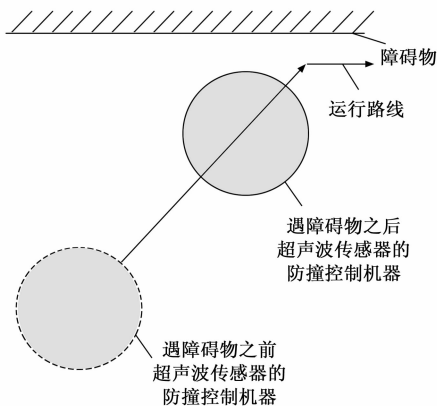 障碍物
运行路线
遇障碍物之后
超声波传感器的
防撞控制机器
遇障碍物之前
超声波传感器的
防撞控制机器